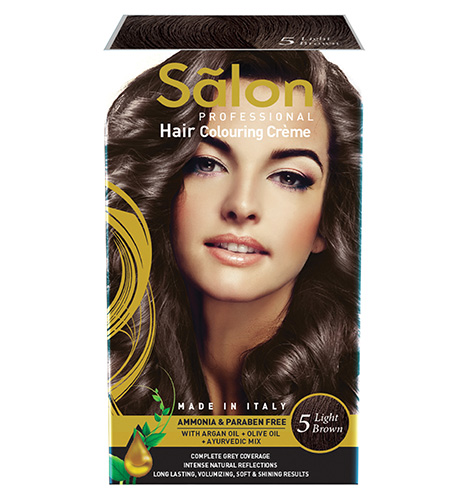 5 Light
Brown
Sãlon
PROFESSIONAL
Hair Colouring Crème
MADE IN ITALY
AMMONIA & PARABEN FREE
WITH ARGAN OIL • OLIVE OIL
• AYURVEDIC MIX
5 Light
Brown
COMPLETE GREY COVERAGE
INTENSE NATURAL REFLECTIONS
LONG LASTING, VOLUMIZING, SOFT & SHINING RESULTS